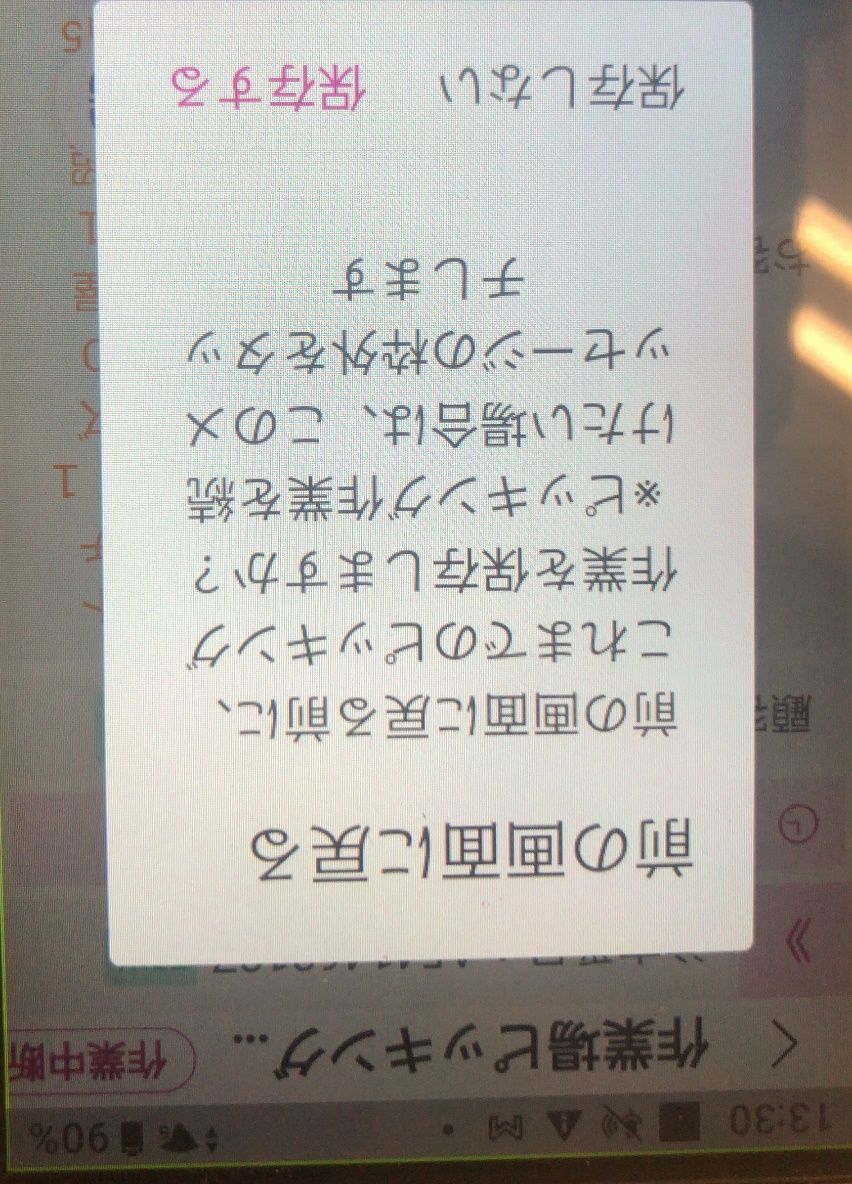 13:30
90%
作業場ピッキング...
作業中断
前の画面に戻る
前の画面に戻る前に、
これまでのピッキング
作業を保存しますか?
※ピッキング作業を続
けたい場合は、このメ
ッセージの枠外をタッ
チします
保存しない
保存する
顧
お